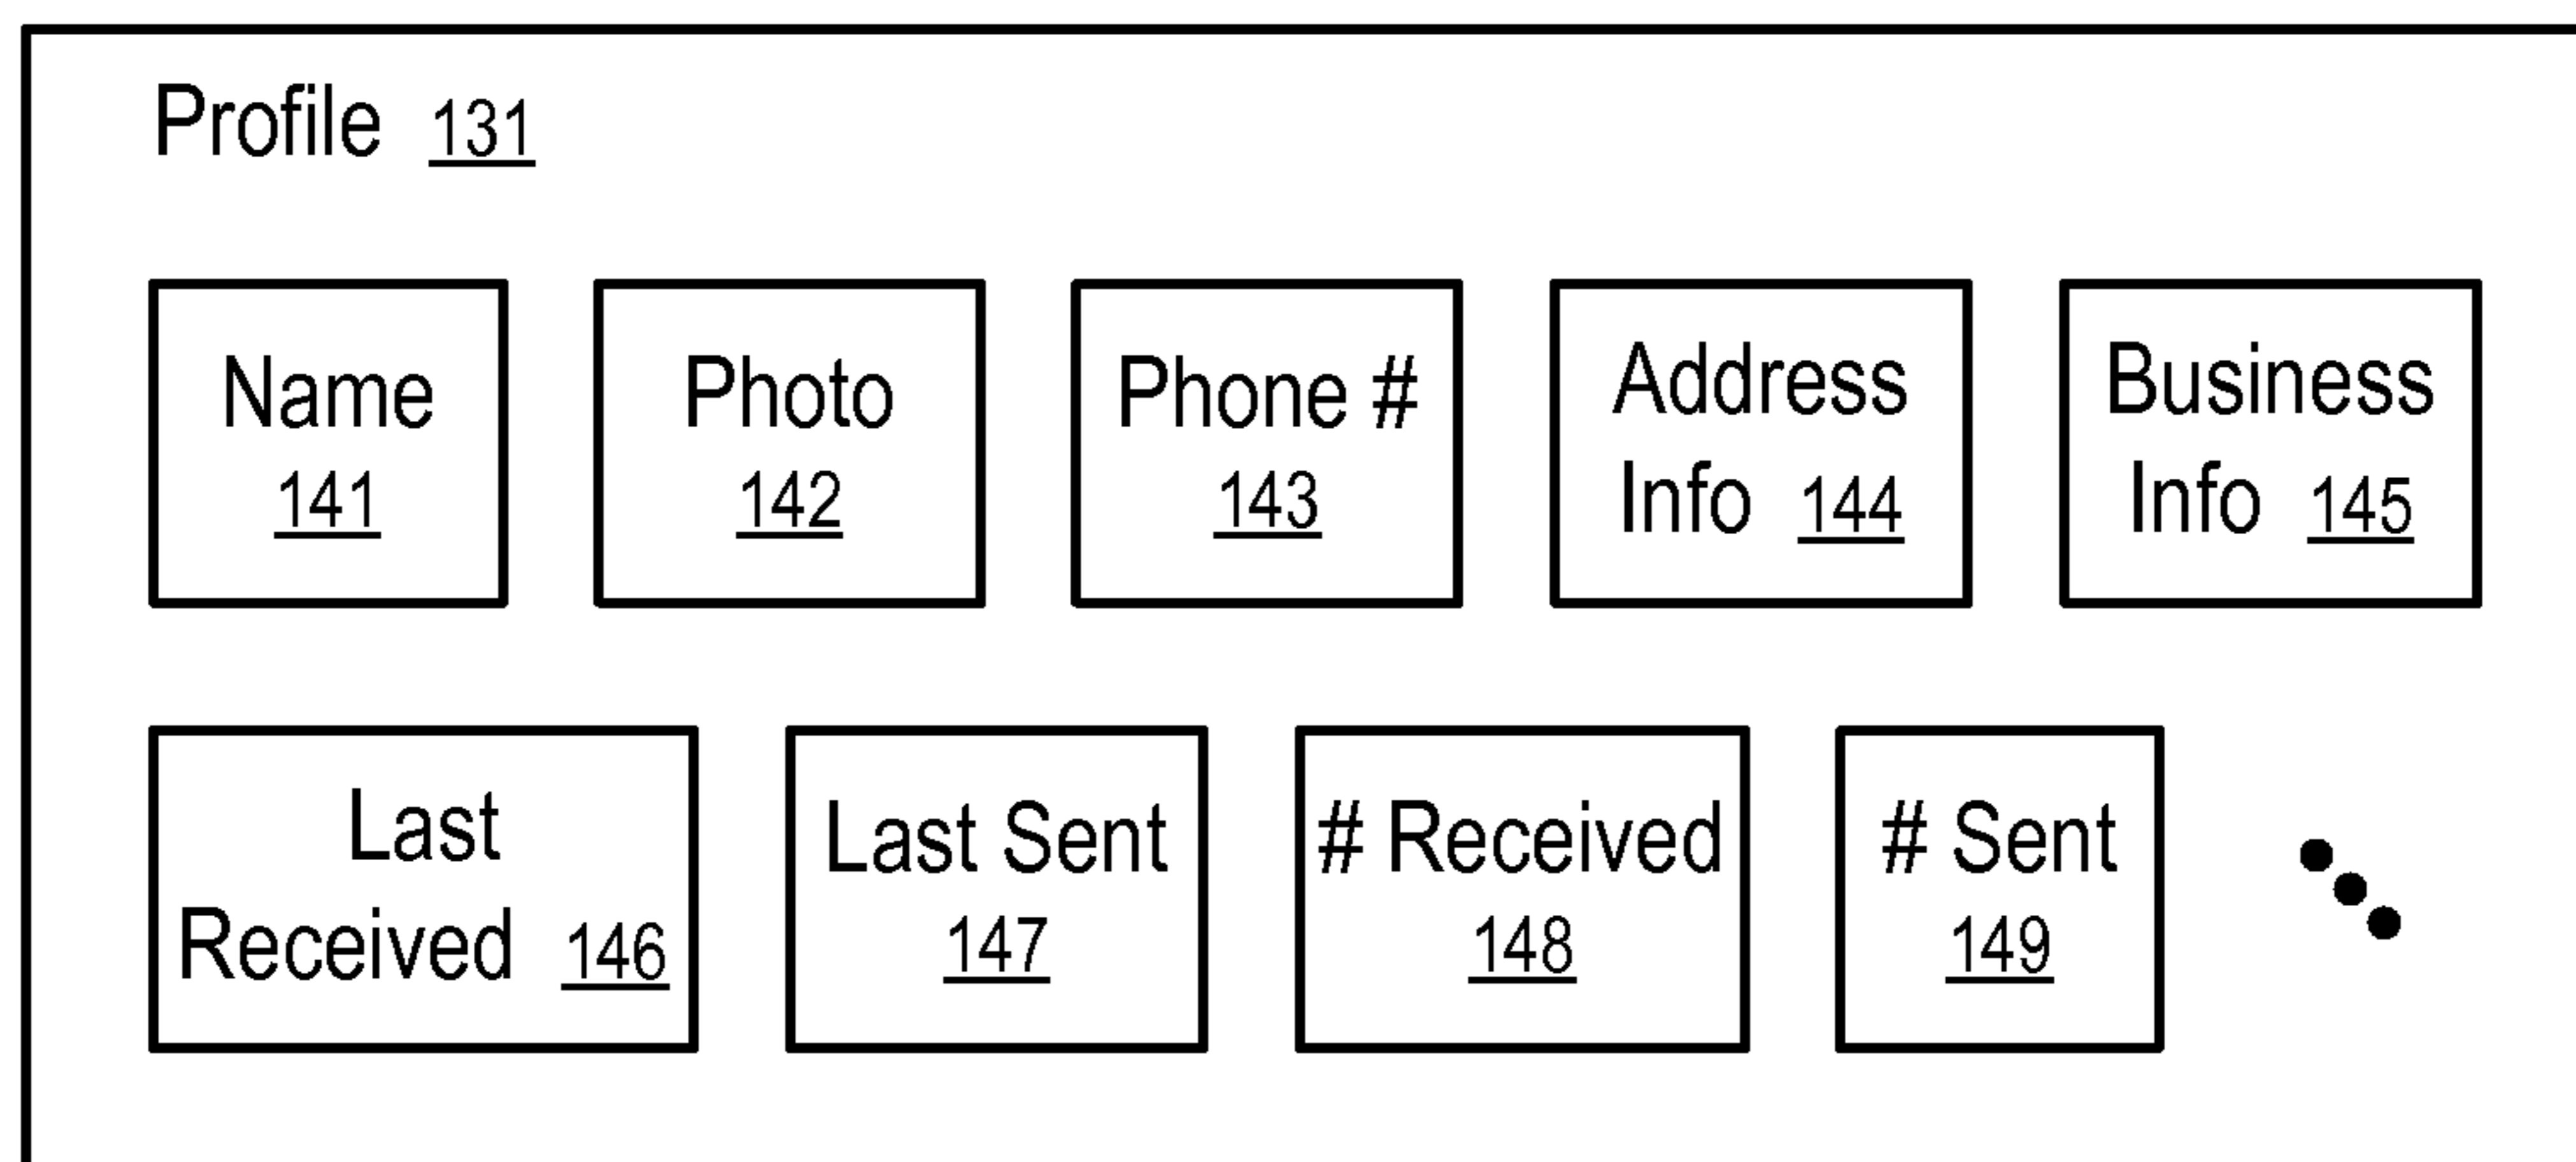 Profile 131
Name
141
Photo
142
Phone #
143
Address
Info 144
Business
Info 145
Last
Received 146
Last Sent
147
# Received
148
# Sent
149